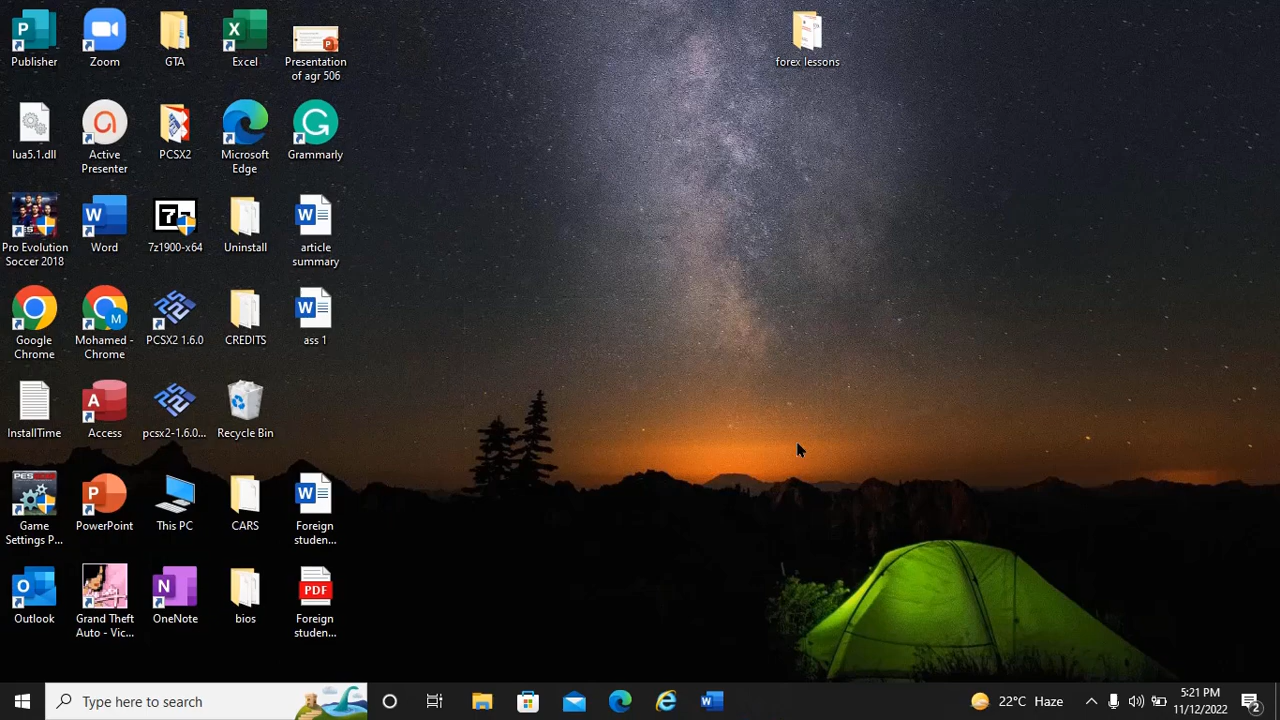 Publisher
Zoom
GTA
Excel
Presentation
of agr 506
forex lessons
lua5.1.dll
Active
Presenter
PCSX2
Microsoft
Edge
Grammarly
Pro Evolution
Soccer 2018
Word
7z1900-x64
Uninstall
article
summary
Google
Chrome
Mohamed -
Chrome
PCSX2 1.6.0
CREDITS
ass 1
InstallTime
Access
pcsx2-1.6.0...
Recycle Bin
Game
Settings P...
PowerPoint
This PC
CARS
Foreign
studen...
Outlook
Grand Theft
Auto - Vic...
OneNote
bios
PDF
Foreign
studen...
Type here to search
22°C Haze
11/12/2022
2